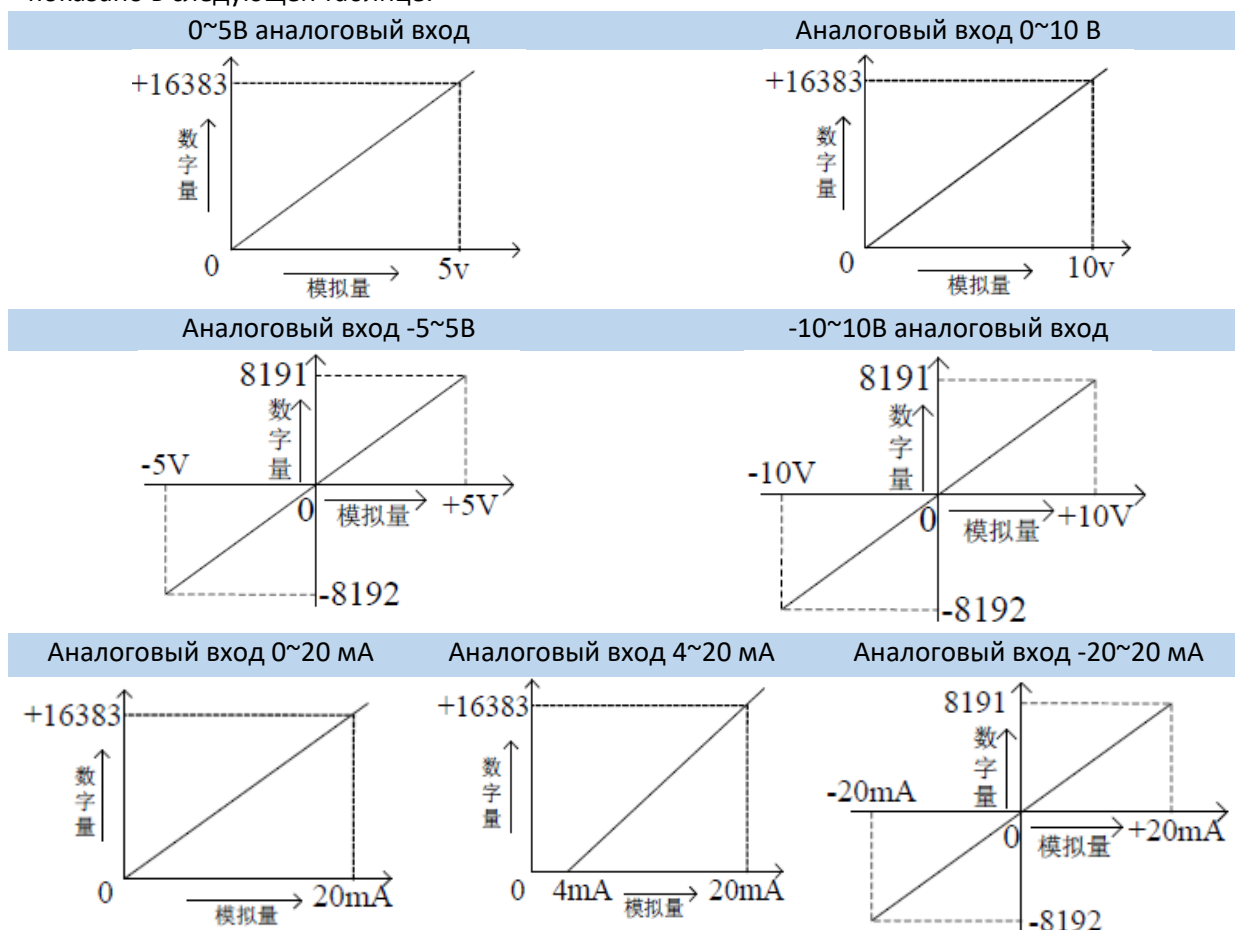 показано в следующей таблице:
0~5В аналоговый вход
Аналоговый вход 0~10 В
+16383
数字量
0
模拟量
5v
+16383
数字量
0
模拟量
10v
Аналоговый вход -5~5В
-10~10В аналоговый вход
8191
数字量
-5V
0
模拟量
+5V
-8192
8191
数字量
-10V
0
模拟量
+10V
-8192
Аналоговый вход 0~20 мА
Аналоговый вход 4~20 мА
Аналоговый вход -20~20 мА
+16383
数字量
0
模拟量
20mA
+16383
数字量
0
4mA
模拟量
20mA
8191
数字量
-20mA
0
模拟量
+20mA
-8192